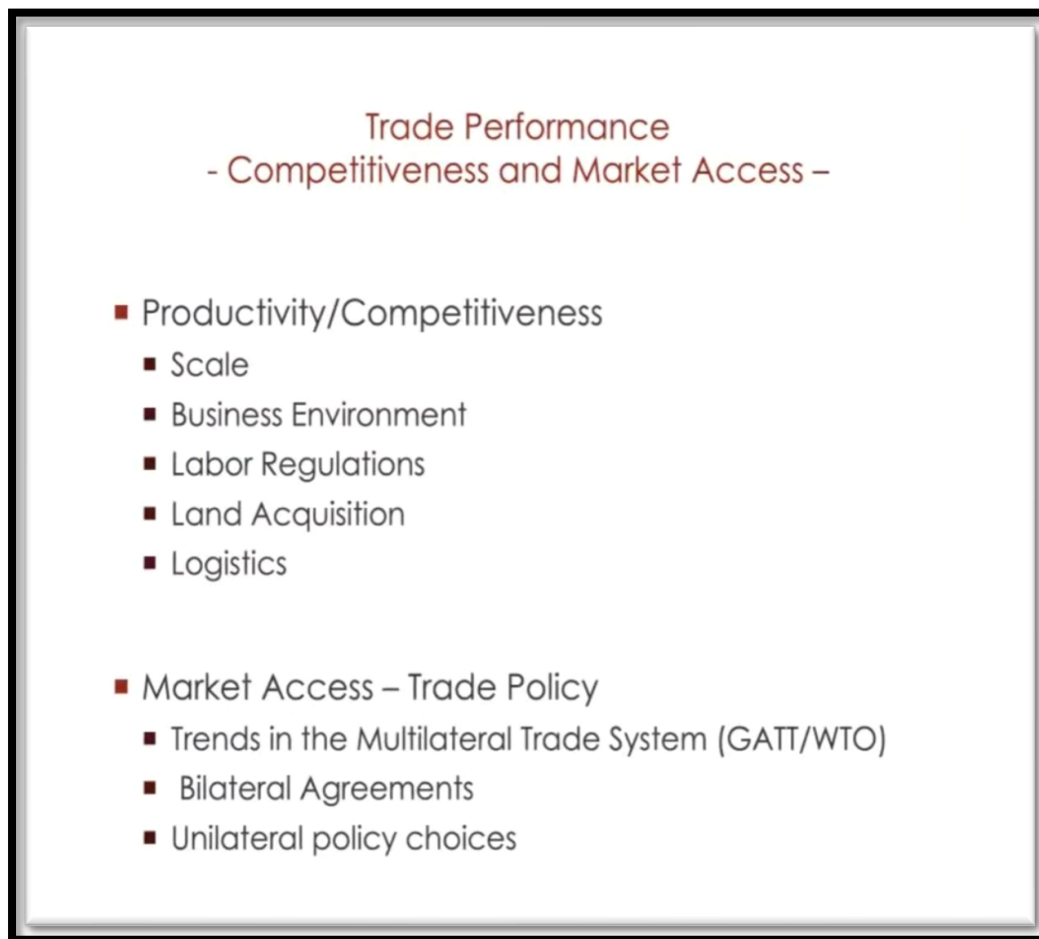 Trade Performance
- Competitiveness and Market Access –
▪ Productivity/Competitiveness
▪ Scale
▪ Business Environment
▪ Labor Regulations
▪ Land Acquisition
▪ Logistics
▪ Market Access – Trade Policy
▪ Trends in the Multilateral Trade System (GATT/WTO)
▪ Bilateral Agreements
▪ Unilateral policy choices